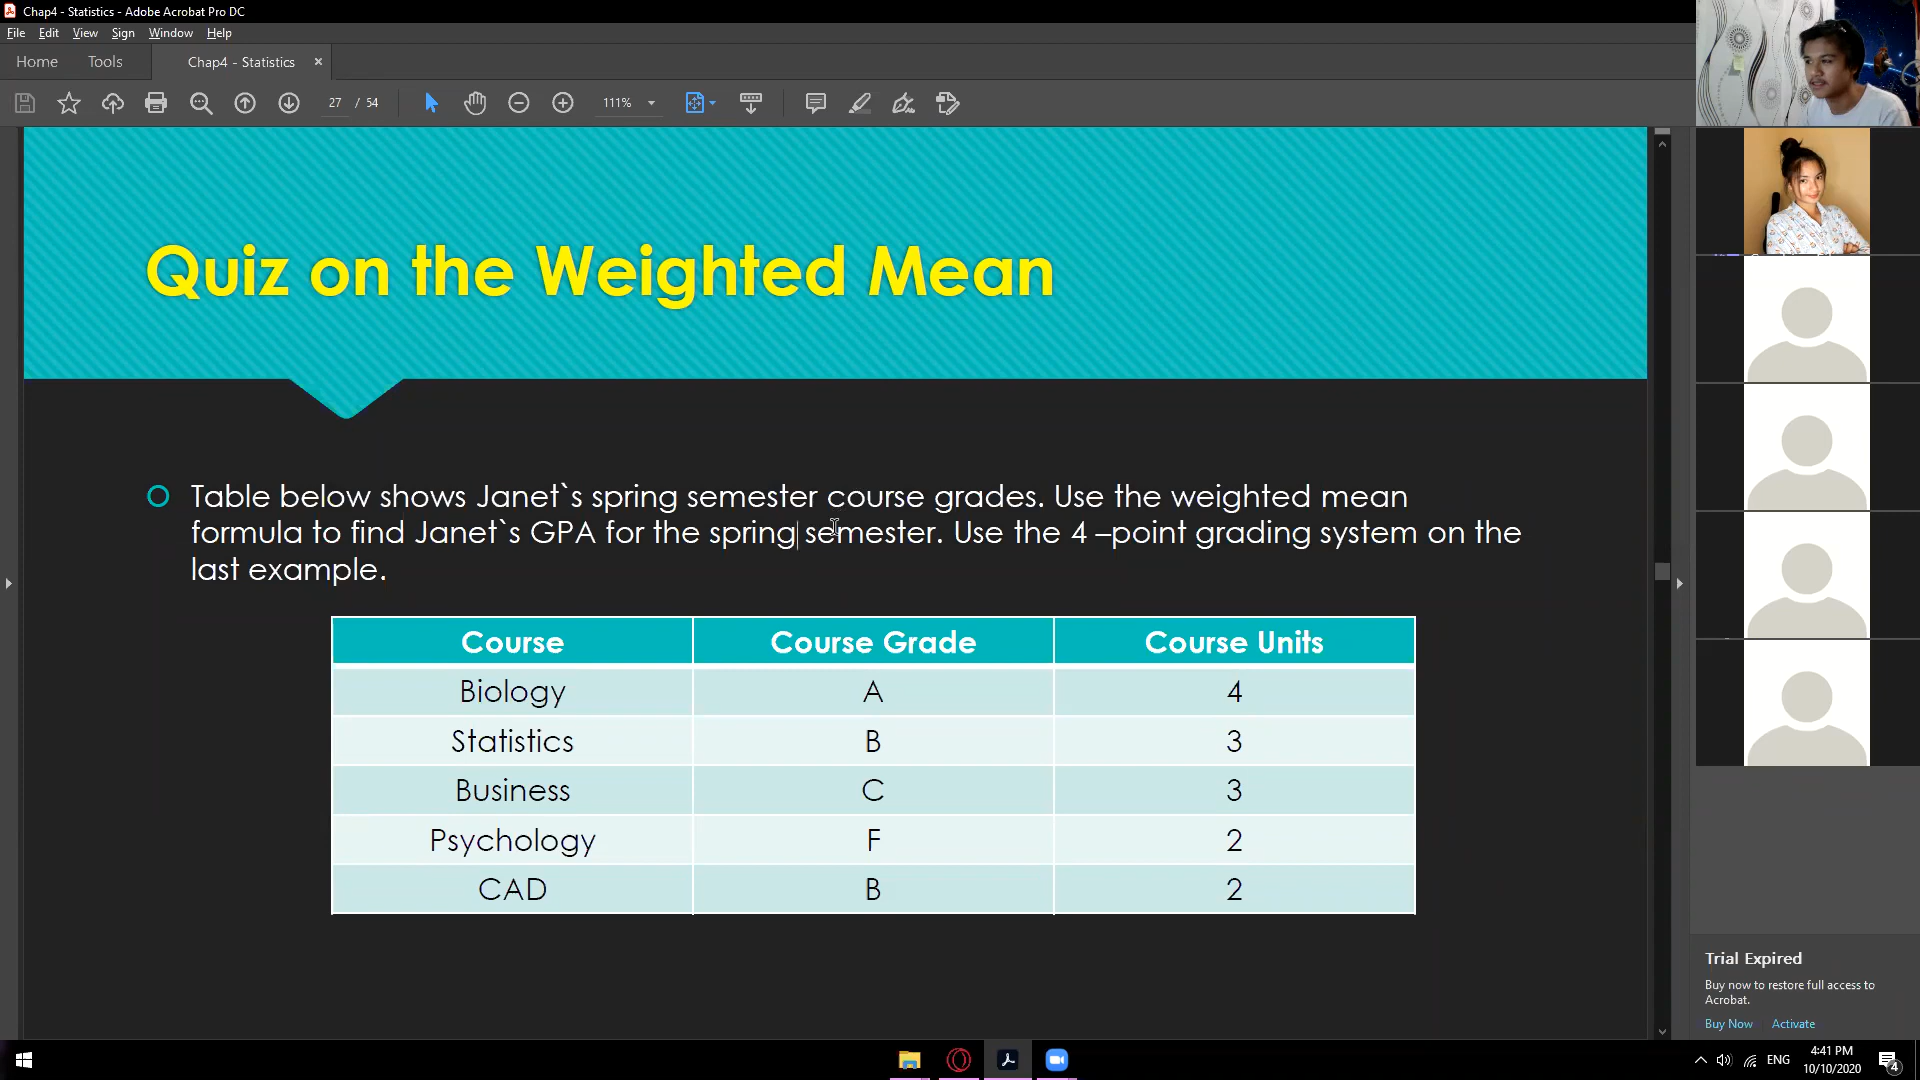 Chap4 - Statistics - Adobe Acrobat Pro DC
File Edit View Sign Window Help
Home Tools Chap4 - Statistics ×
27 / 54 111%
Quiz on the Weighted Mean
Table below shows Janet`s spring semester course grades. Use the weighted mean
formula to find Janet`s GPA for the spring semester. Use the 4 –point grading system on the
last example.
Course Course Grade Course Units
Biology A 4
Statistics B 3
Business C 3
Psychology F 2
CAD B 2
Trial Expired
Buy now to restore full access to
Acrobat.
Buy Now Activate
ENG 4:41 PM
10/10/2020
4